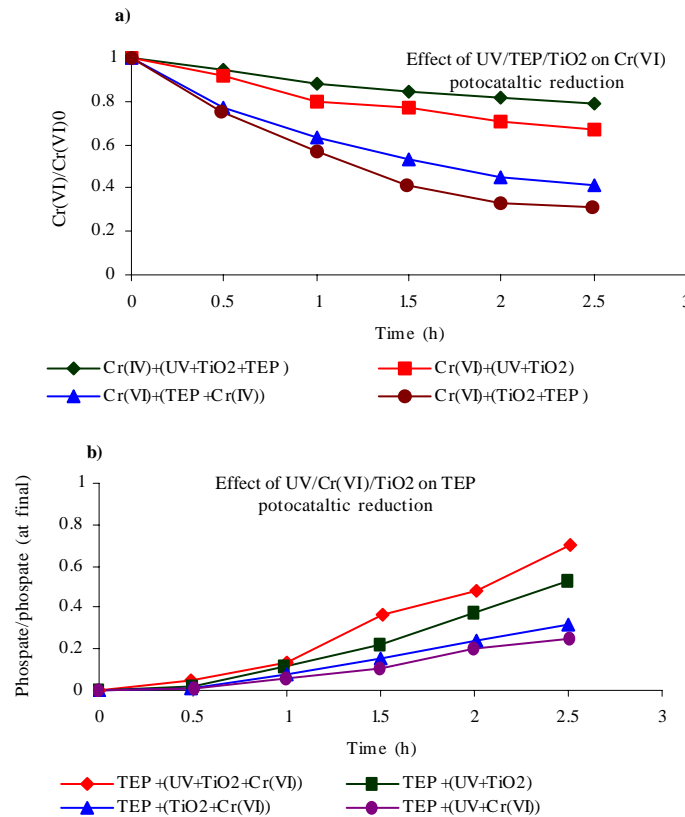 a)
Effect of UV/TEP/TiO2 on Cr(VI)
potocataltic reduction
Cr(VI)/Cr(VI)0
1
0.8
0.6
0.4
0.2
0
0 0.5 1 1.5 2 2.5 3
Time (h)
Cr(IV)+(UV+TiO2+TEP) Cr(VI)+(UV+TiO2)
Cr(VI)+(TEP+Cr(IV)) Cr(VI)+(TiO2+TEP)
b)
Effect of UV/Cr(VI)/TiO2 on TEP
potocataltic reduction
Phospate/phospate (at final)
1
0.8
0.6
0.4
0.2
0
0 0.5 1 1.5 2 2.5 3
Time (h)
TEP+(UV+TiO2+Cr(VI)) TEP+(UV+TiO2)
TEP+(TiO2+Cr(VI)) TEP+(UV+Cr(VI))